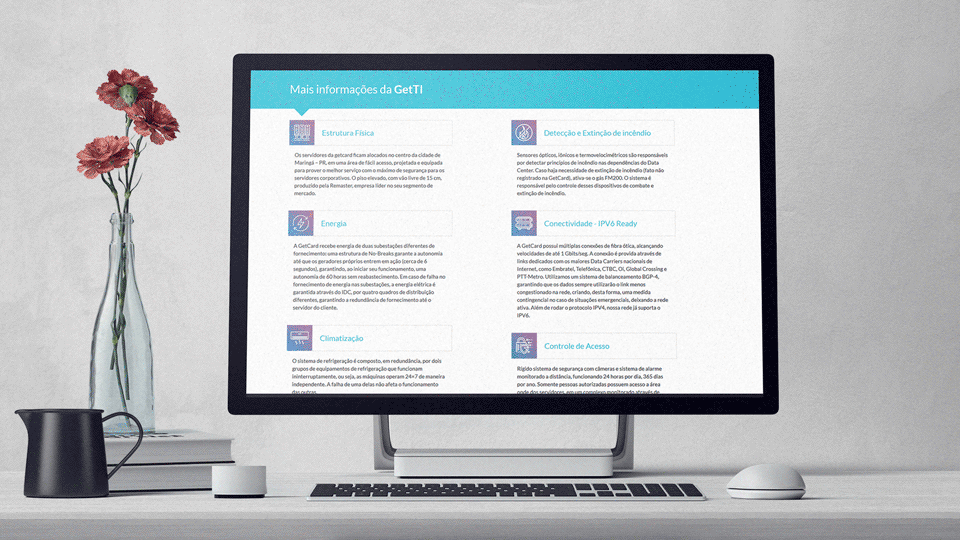 Mais informações da GetTI
Estrutura Física
Os servidores da getcard ficam alocados no centro da cidade de
Maringá – PR, em uma área de fácil acesso, projetada e equipada
para prover o melhor serviço com o máximo de segurança para os
servidores corporativos. O piso elevado, com vão livre de 15 cm,
produzido pela Remaster, empresa líder no seu segmento de
mercado.
Energia
A GetCard recebe energia de duas subestações diferentes de
fornecimento uma estrutura de No-Breaks garante a autonomia
até que os geradores próprios entrem em ação (cerca de 6
segundos), garantindo, ao iniciar seu funcionamento, uma
autonomia de 60 horas sem reabastecimento. Em caso de falha no
fornecimento de energia nas subestações, a energia elétrica é
garantida através do IDC, por quatro quadros de distribuição
diferentes, garantindo a redundância de fornecimento até o
servidor do cliente.
Climatização
O sistema de refrigeração é composto, em redundância, por dois
grupos de equipamentos de refrigeração que funcionam
ininterruptamente, ou seja, as máquinas operam 24×7 de maneira
independente. A falha de uma delas não afeta o funcionamento
das outras.
Detecção e Extinção de incêndio
Sensores ópticos, iônicos e termovelocimétricos são responsáveis
por detectar princípios de incêndio nas dependências do Data
Center. Caso haja necessidade de extinção de incêndio (fato não
registrado na GetCard), ativa-se o gás FM200. O sistema é
responsável pelo controle desses dispositivos de combate e
extinção de incêndio.
Conectividade - IPV6 Ready
A GetCard possui múltiplas conexões de fibra ótica, alcançando
velocidades de até 1 Gbits/seg. A conexão é provida através de
links dedicados com os maiores Data Carriers nacionais de
Internet, como Embratel, Telefônica, CTBC, OI, Global Crossing e
PTT-Metro. Utilizamos um sistema de balanceamento BGP-4,
garantindo que os dados sempre utilizarão o link menos
congestionado na rede, criando, desta forma, uma medida
contingencial no caso de situações emergenciais, deixando a rede
ativa. Além de rodar o protocolo IPV4, nossa rede já suporta o
IPV6.
Controle de Acesso
Rígido sistema de segurança com câmeras e sistema de alarme
monitorado a distância, funcionando 24 horas por dia, 365 dias
por ano. Somente pessoas autorizadas possuem acesso a área
onde dos servidores, em um complexo monitorado através de